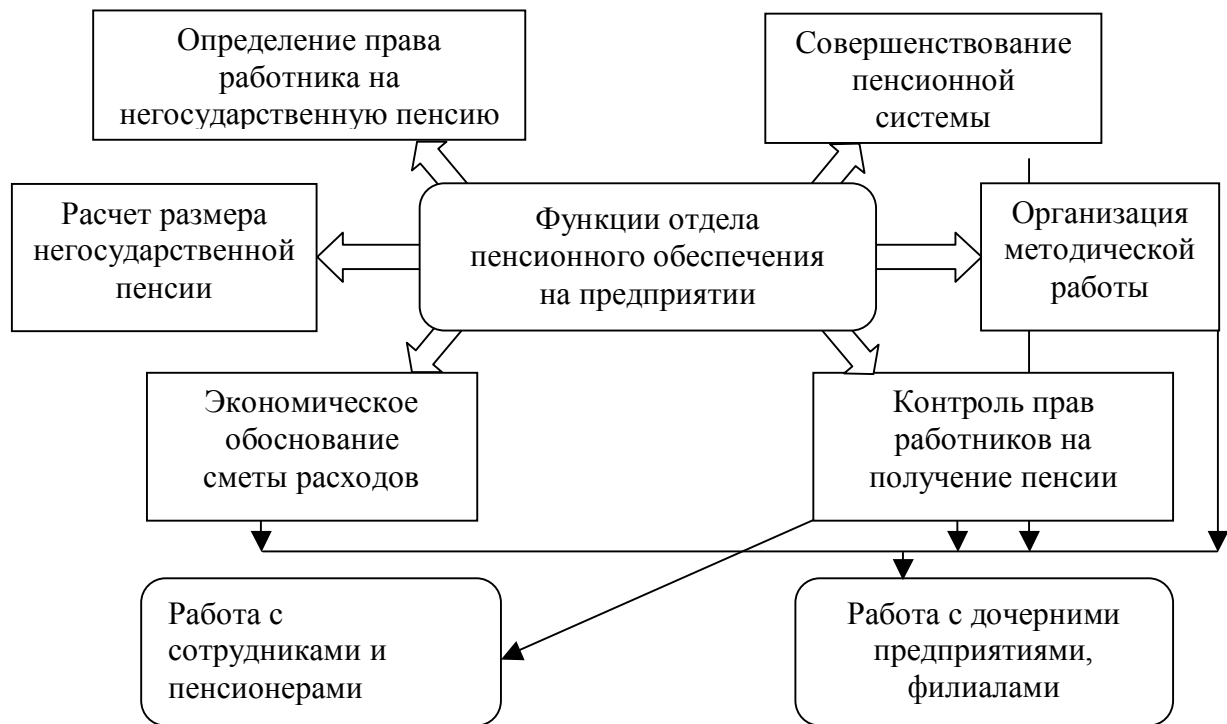 Определение права
работника на
негосударственную пенсию
Совершенствование
пенсионной
системы
Расчет размера
негосударственной
пенсии
Функции отдела
пенсионного обеспечения
на предприятии
Организация
методической
работы
Экономическое
обоснование
сметы расходов
Контроль прав
работников на
получение пенсии
Работа с
сотрудниками и
пенсионерами
Работа с дочерними
предприятиями,
филиалами